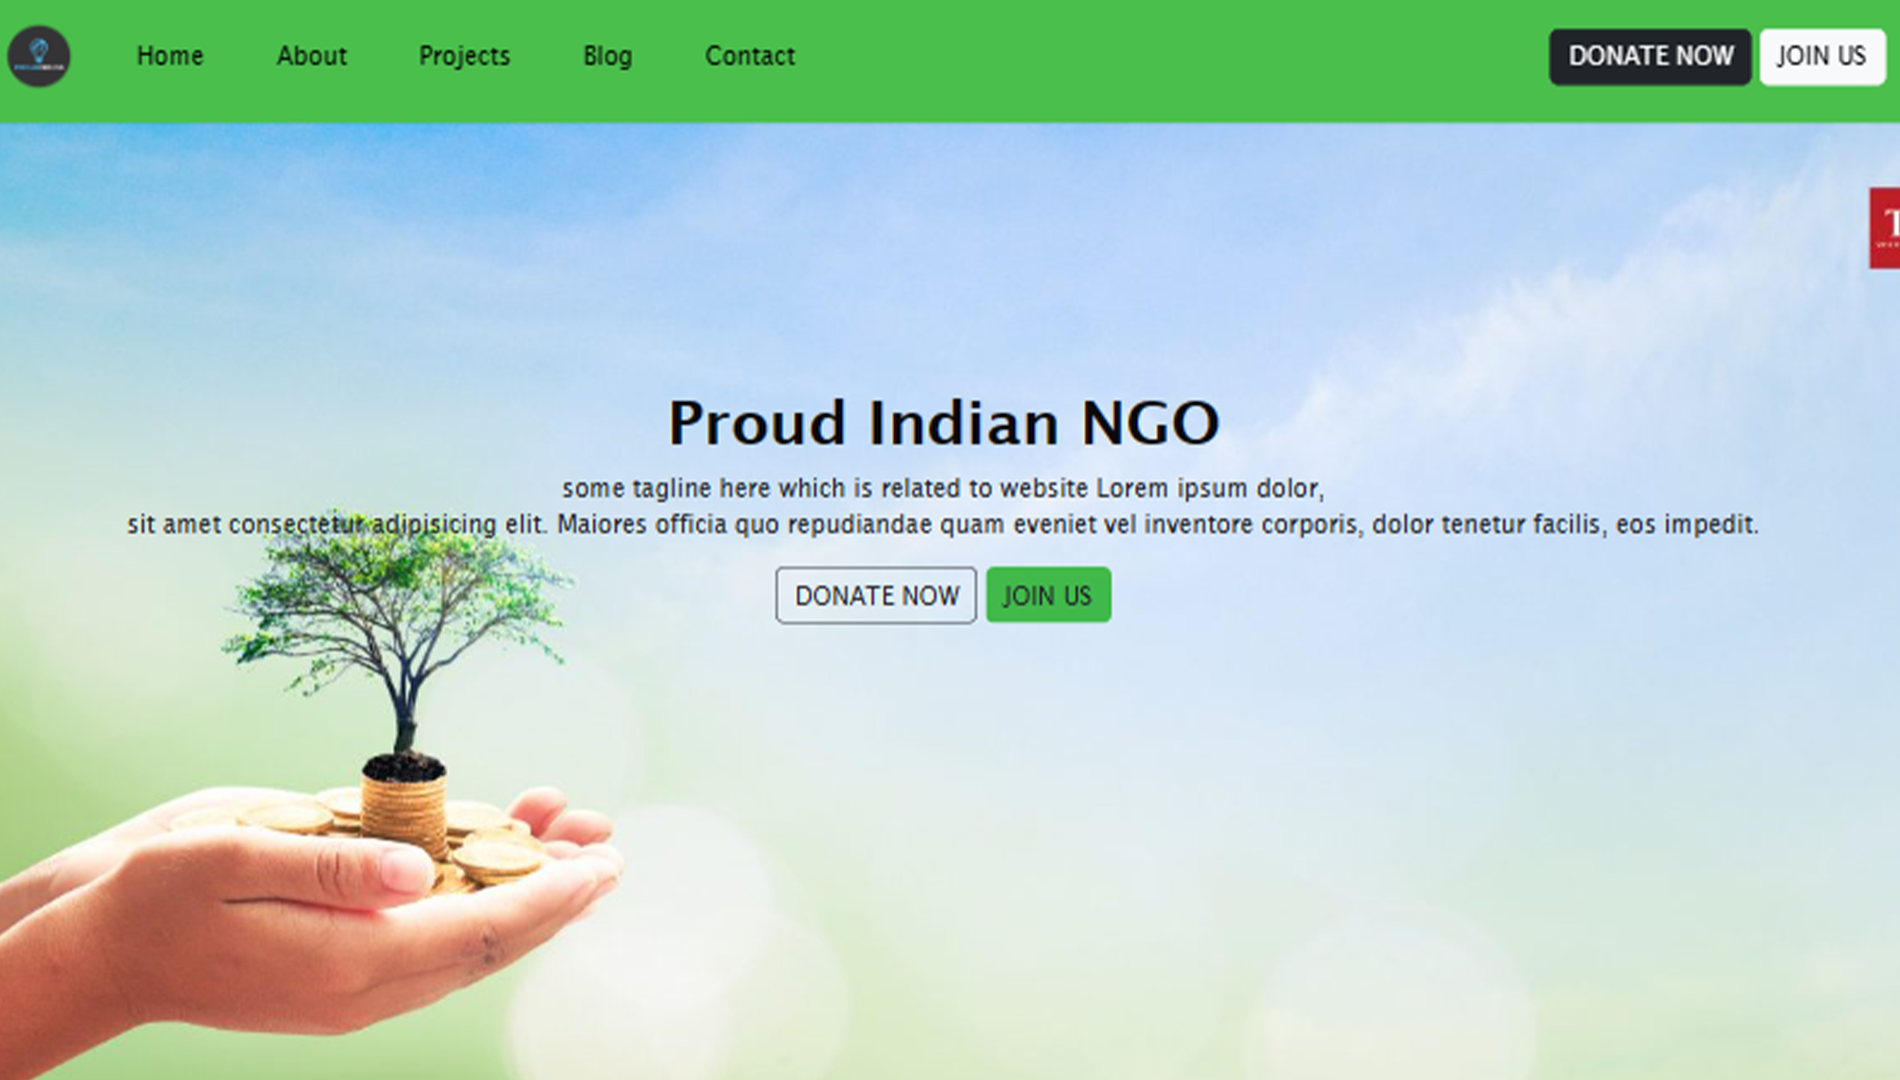 Home About Projects Blog Contact DONATE NOW JOIN US
Proud Indian NGO
some tagline here which is related to website Lorem ipsum dolor,
sit amet consectetur adipisicing elit. Maiores officia quo repudiandae quam eveniet vel inventore corporis, dolor tenetur facilis, eos impedit.
DONATE NOW JOIN US